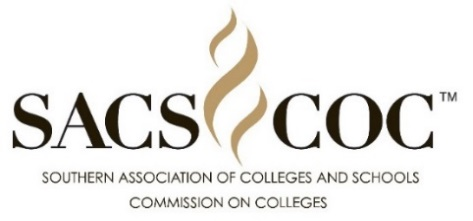 SACS COC™
SOUTHERN ASSOCIATION OF COLLEGES AND SCHOOLS
COMMISSION ON COLLEGES